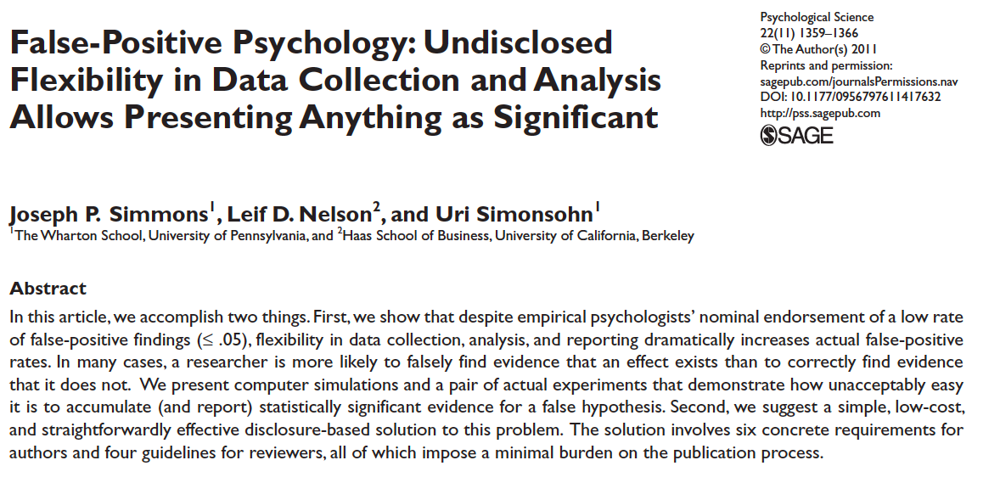 False-Positive Psychology: Undisclosed
Flexibility in Data Collection and Analysis
Allows Presenting Anything as Significant
Psychological Science
22(11) 1359–1366
© The Author(s) 2011
Reprints and permission:
sagepub.com/journalsPermissions.nav
DOI: 10.1177/0956797611417632
http://pss.sagepub.com
SAGE
Joseph P. Simmons1, Leif D. Nelson2, and Uri Simonsohn1
1The Wharton School, University of Pennsylvania, and 2Haas School of Business, University of California, Berkeley
Abstract
In this article, we accomplish two things. First, we show that despite empirical psychologists’ nominal endorsement of a low rate
of false-positive findings (≤ .05), flexibility in data collection, analysis, and reporting dramatically increases actual false-positive
rates. In many cases, a researcher is more likely to falsely find evidence that an effect exists than to correctly find evidence
that it does not. We present computer simulations and a pair of actual experiments that demonstrate how unacceptably easy
it is to accumulate (and report) statistically significant evidence for a false hypothesis. Second, we suggest a simple, low-cost,
and straightforwardly effective disclosure-based solution to this problem. The solution involves six concrete requirements for
authors and four guidelines for reviewers, all of which impose a minimal burden on the publication process.